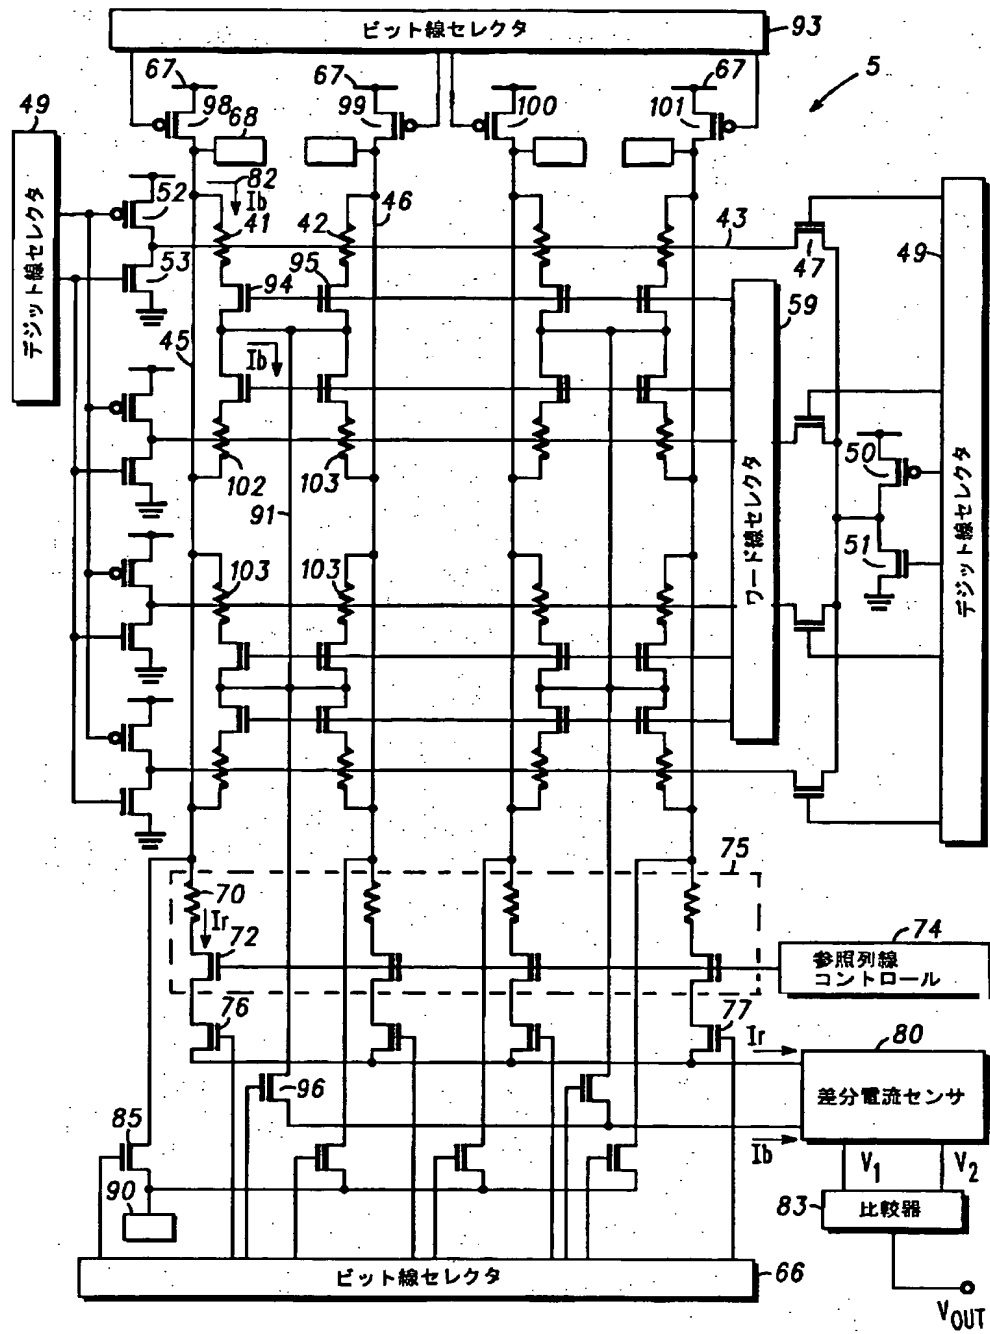 ビット線セレクタ 93
67 67 67 5
49 98 68 99 100 101
デジット線セレクタ
52 82 Ib 46
41 42 43
53 94 95 47 49
59
45 Ib
102 103 50
91
ワード線セレクタ
デジット線セレクタ
51
103 103
75
70 Ir
72 74
参照列線
コントロール
76 77 Ir 80
96 差分電流センサ
85 Ib V1 V2
90 83 比較器
ビット線セレクタ 66
VOUT